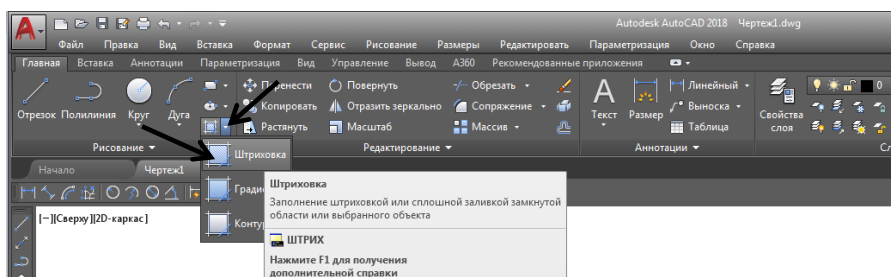 Autodesk AutoCAD 2018 Чертеж1.dwg
Файл Правка Вид Вставка Формат Сервис Рисование Размеры Редактировать Параметризация Окно Справка
Главная Вставка Аннотации Параметризация Вид Управление Вывод A360 Рекомендованные приложения
Перенести Повернуть Обрезать Линейный 0
Копировать Отразить зеркально Сопряжение Выноска
Отрезок Полилиния Круг Дуга Текст Размер Свойства слоя
Растянуть Масштаб Массив Таблица
Рисование Редактирование Аннотации
Начало Чертеж1
Штриховка
Штриховка
Заполнение штриховкой или сплошной заливкой замкнутой
области или выбранного объекта
[−][Сверху][2D-каркас]
ШТРИХ
Нажмите F1 для получения
дополнительной справки